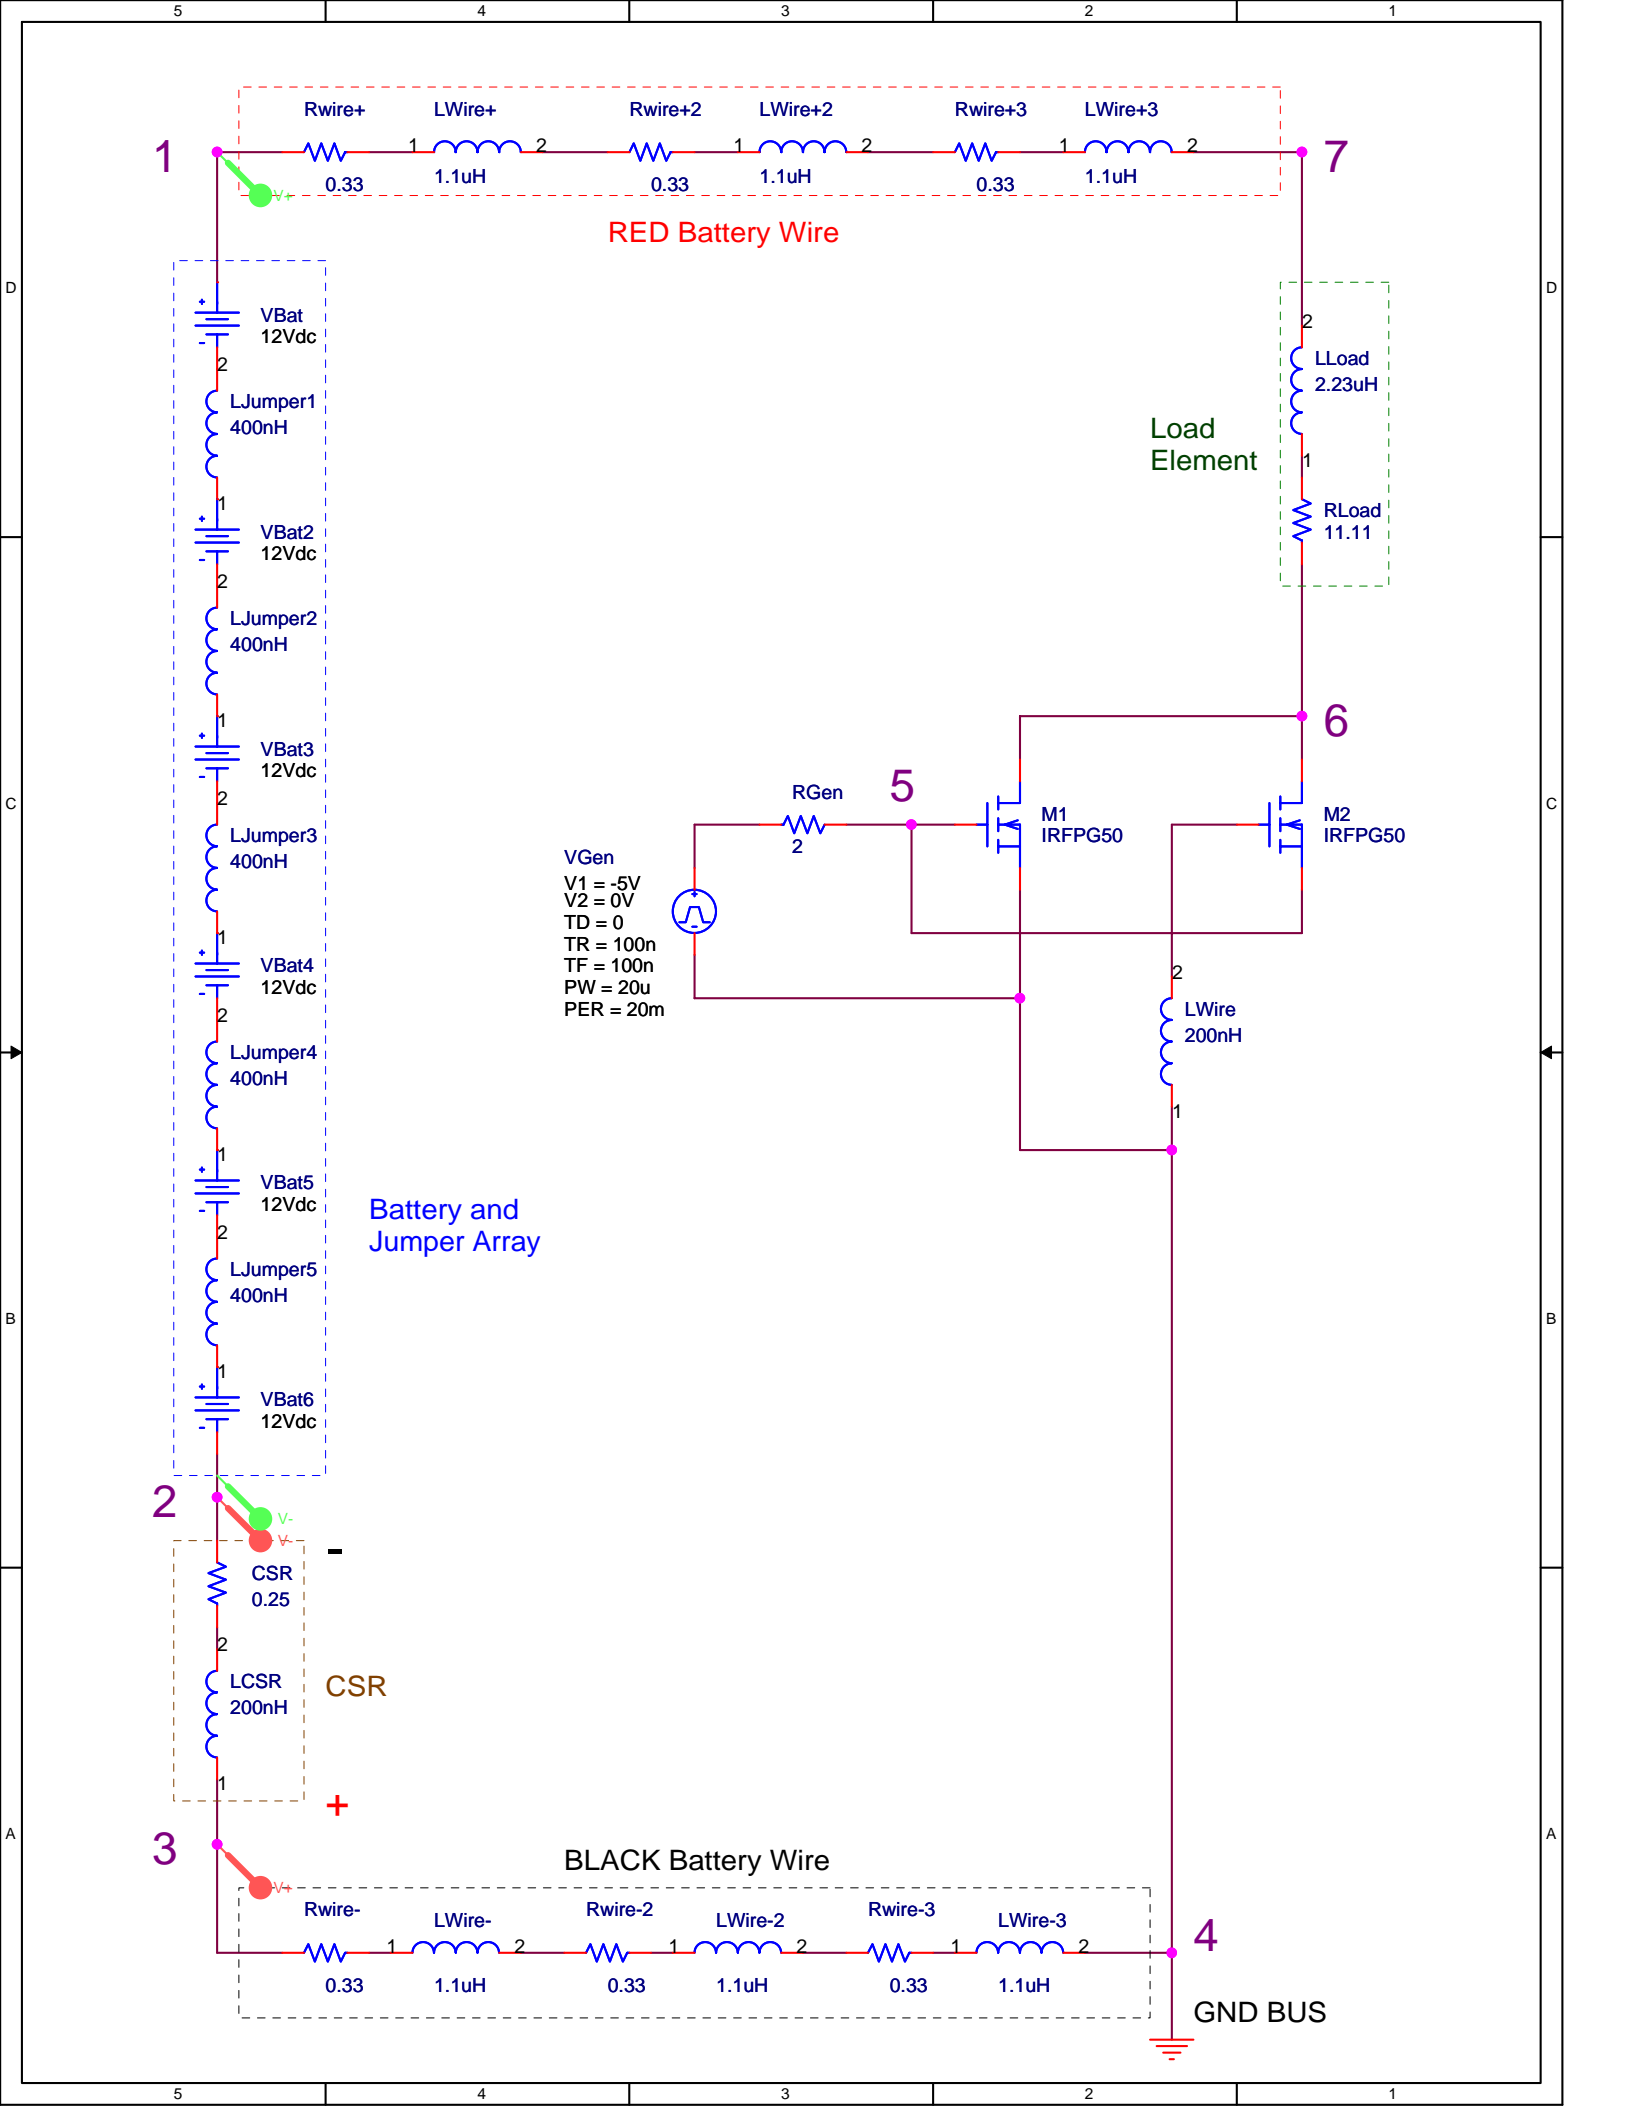 5 4 3 2 1
Rwire+ LWire+ Rwire+2 LWire+2 Rwire+3 LWire+3
1 1 2 1 2 1 2 7
0.33 1.1uH 0.33 1.1uH 0.33 1.1uH
V+
RED Battery Wire
D D
+
VBat
12Vdc
-
2
LJumper1
400nH
1
2
LLoad
2.23uH
1
Load
Element
RLoad
11.11
+
VBat2
12Vdc
-
2
LJumper2
400nH
1
6
+
VBat3
12Vdc
-
2
LJumper3
400nH
1
C C
RGen
2
5
M1
IRFPG50
M2
IRFPG50
VGen
V1 = -5V
V2 = 0V
TD = 0
TR = 100n
TF = 100n
PW = 20u
PER = 20m
+
-
+
VBat4
12Vdc
-
2
LJumper4
400nH
1
2
LWire
200nH
1
+
VBat5
12Vdc
-
2
LJumper5
400nH
1
Battery and
Jumper Array
B B
+
VBat6
12Vdc
-
2
V-
V-
-
CSR
0.25
2
LCSR
200nH
1
CSR
+
A A
3
V+
BLACK Battery Wire
Rwire- LWire- Rwire-2 LWire-2 Rwire-3 LWire-3
1 2 1 2 1 2 4
0.33 1.1uH 0.33 1.1uH 0.33 1.1uH
GND BUS
5 4 3 2 1